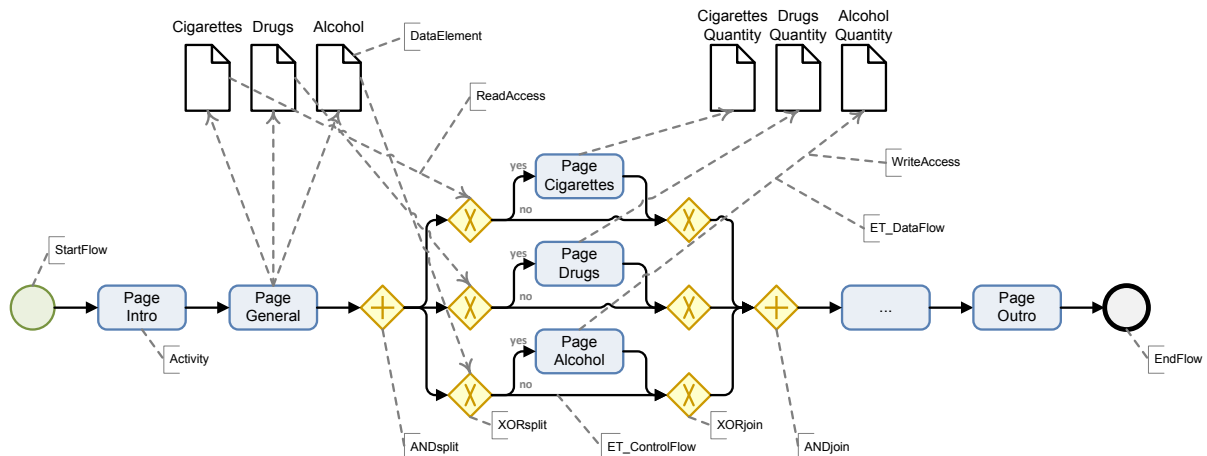 Cigarettes Drugs Alcohol
Cigarettes Drugs Alcohol
Quantity Quantity Quantity
DataElement
ReadAccess
WriteAccess
ET_DataFlow
StartFlow
yes
Page
Cigarettes
no
yes
Page
Drugs
no
Page
Intro
Page
General
...
Page
Outro
yes
Page
Alcohol
no
Activity
EndFlow
XORsplit
XORjoin
ANDsplit
ET_ControlFlow
ANDjoin